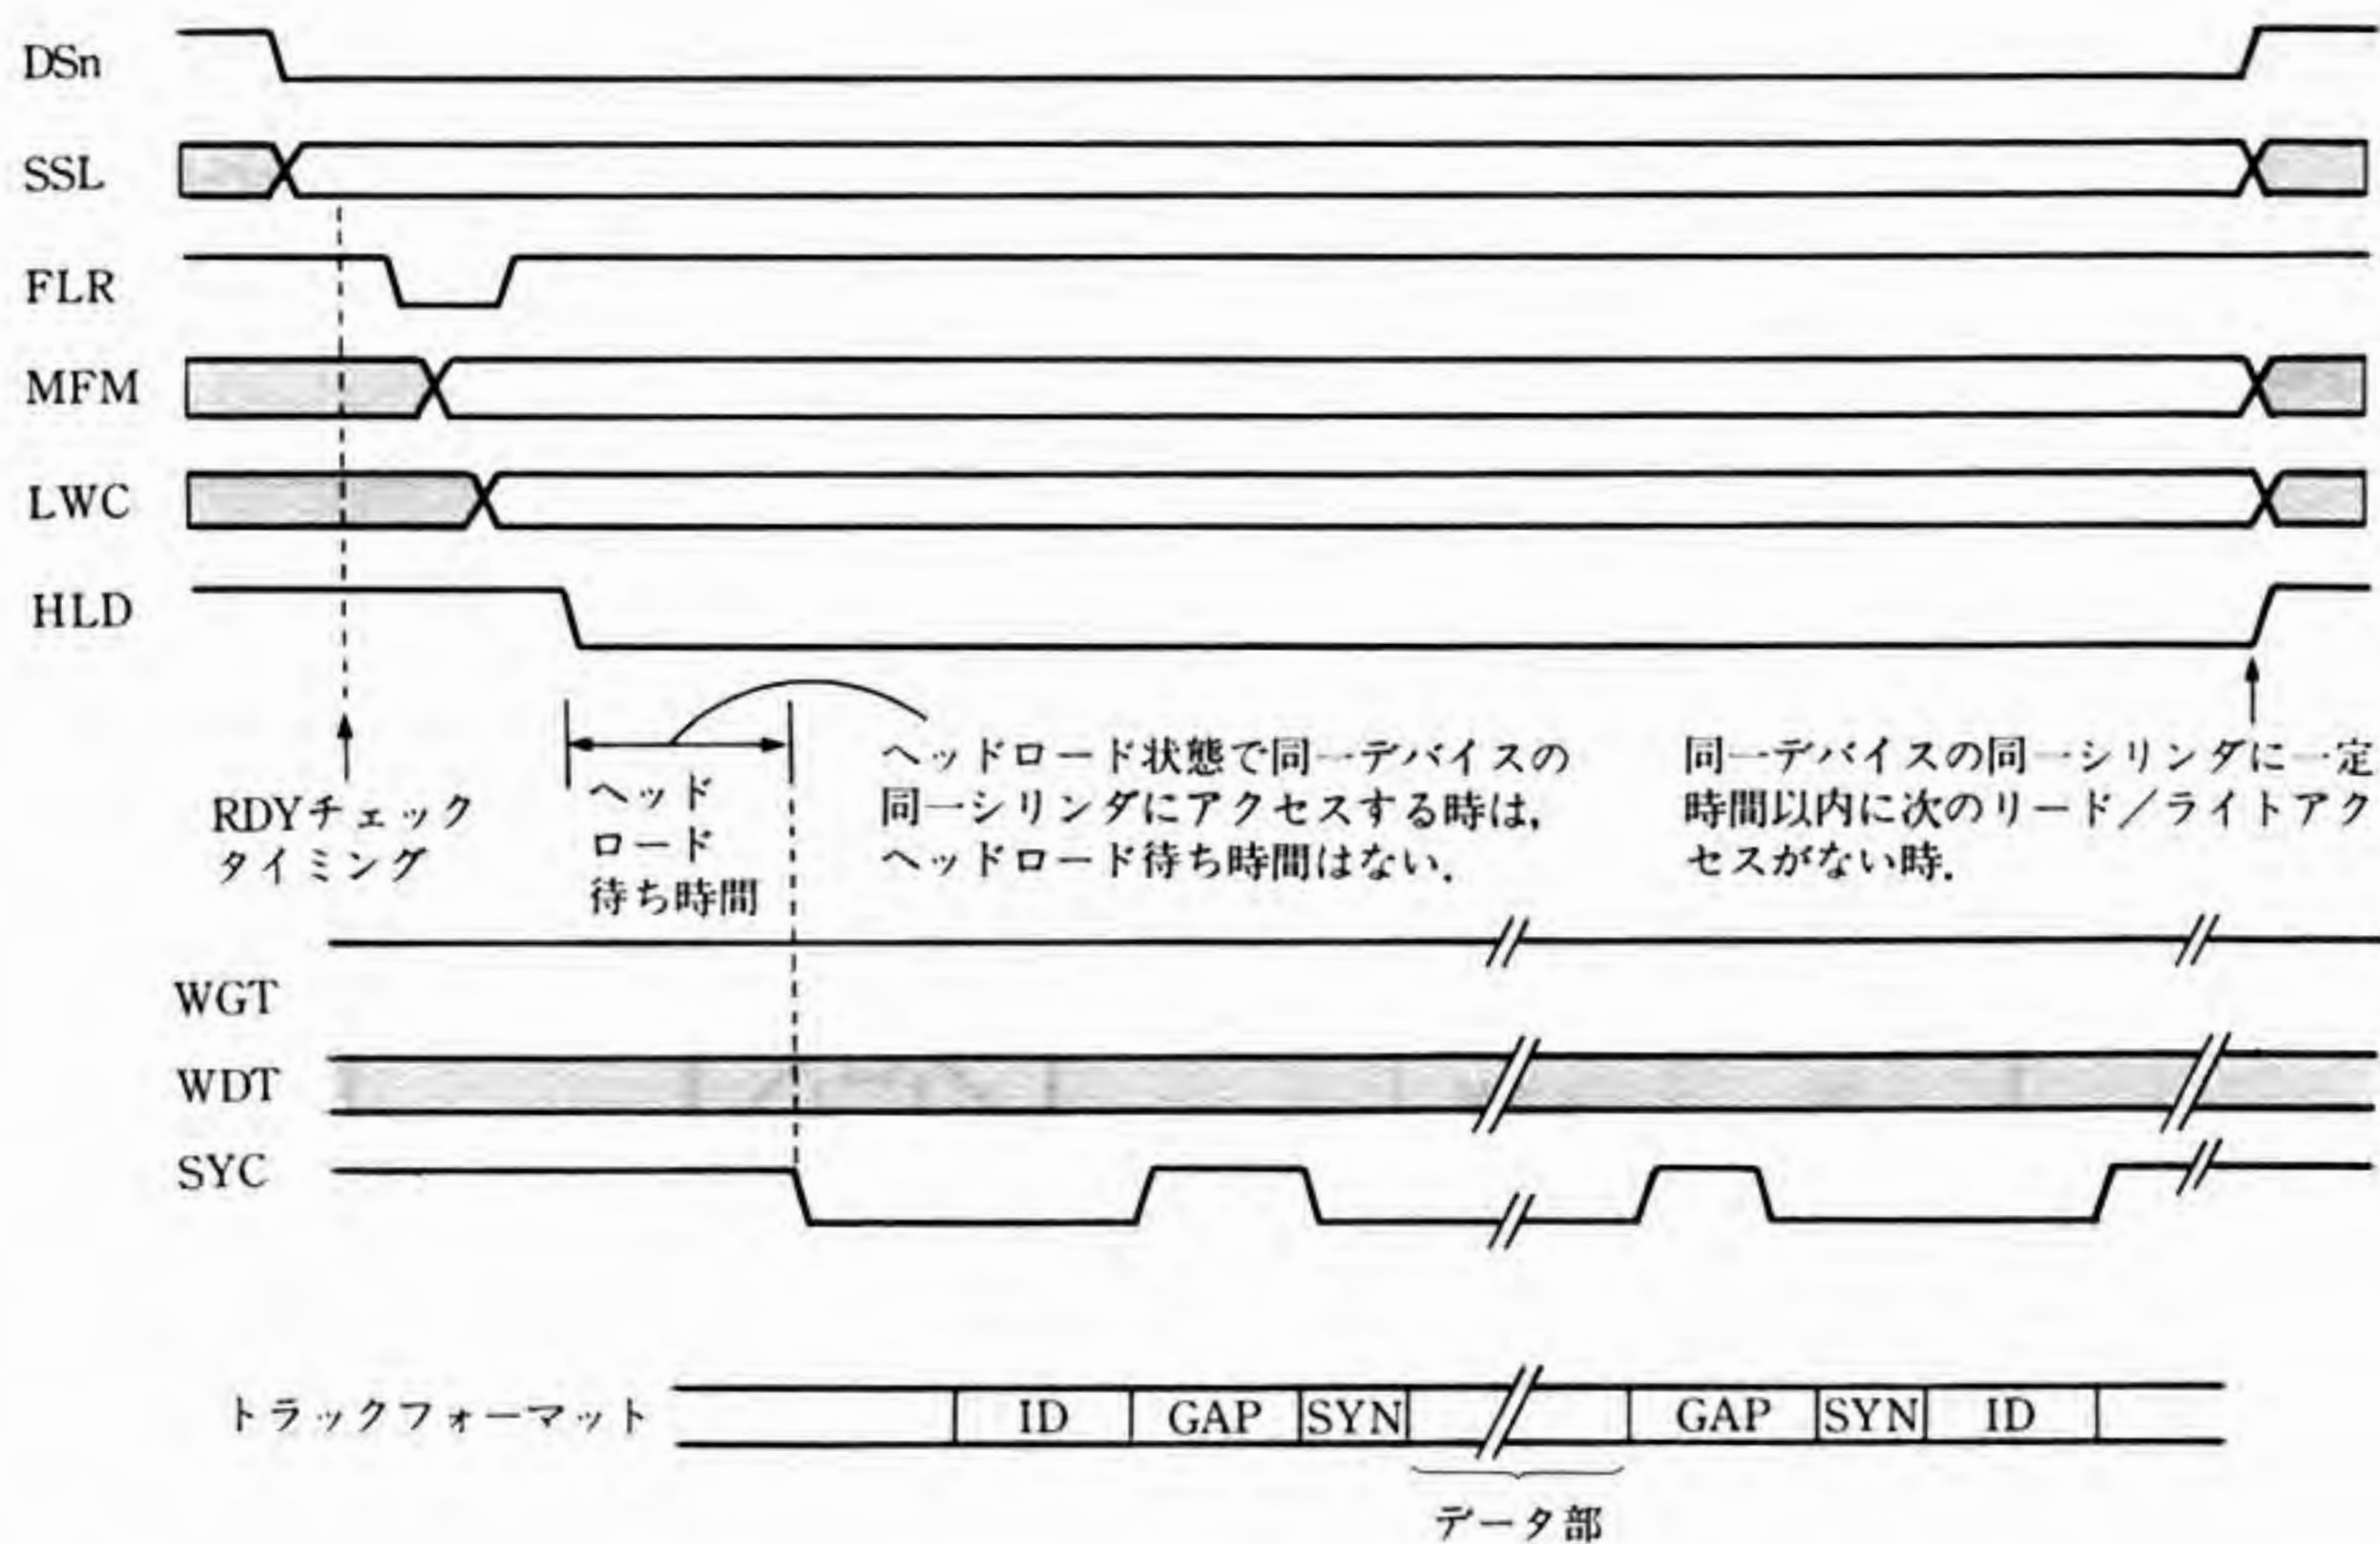 DSn
SSL
FLR
MFM
LWC
HLD
RDYチェック
タイミング
ヘッド
ロード
待ち時間
ヘッドロード状態で同一デバイスの
同一シリンダにアクセスする時は,
ヘッドロード待ち時間はない.
同一デバイスの同一シリンダに一定
時間以内に次のリード/ライトアク
セスがない時.
WGT
WDT
SYC
トラックフォーマット
ID GAP SYN GAP SYN ID
データ部